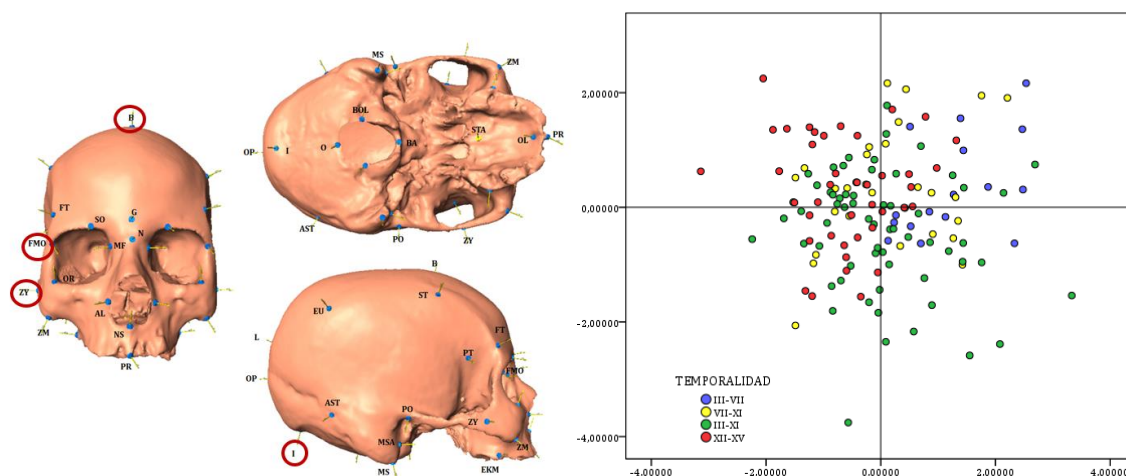 B
FT
SO
G
FMO
MF
N
OR
ZY
AL
ZM
NS
PR
MS
ZM
BOL
STA
PR
OP
I
O
BA
OL
AST
PO
ZY
B
ST
EU
L
FT
PT
FMO
OP
AST
PO
ZY
MSA
ZM
I
MS
EKM
2,00000
0,00000
-2,00000
-4,00000
TEMPORALIDAD
III-VII
VII-XI
III-XI
XII-XV
-4,00000
-2,00000
0,00000
2,00000
4,00000